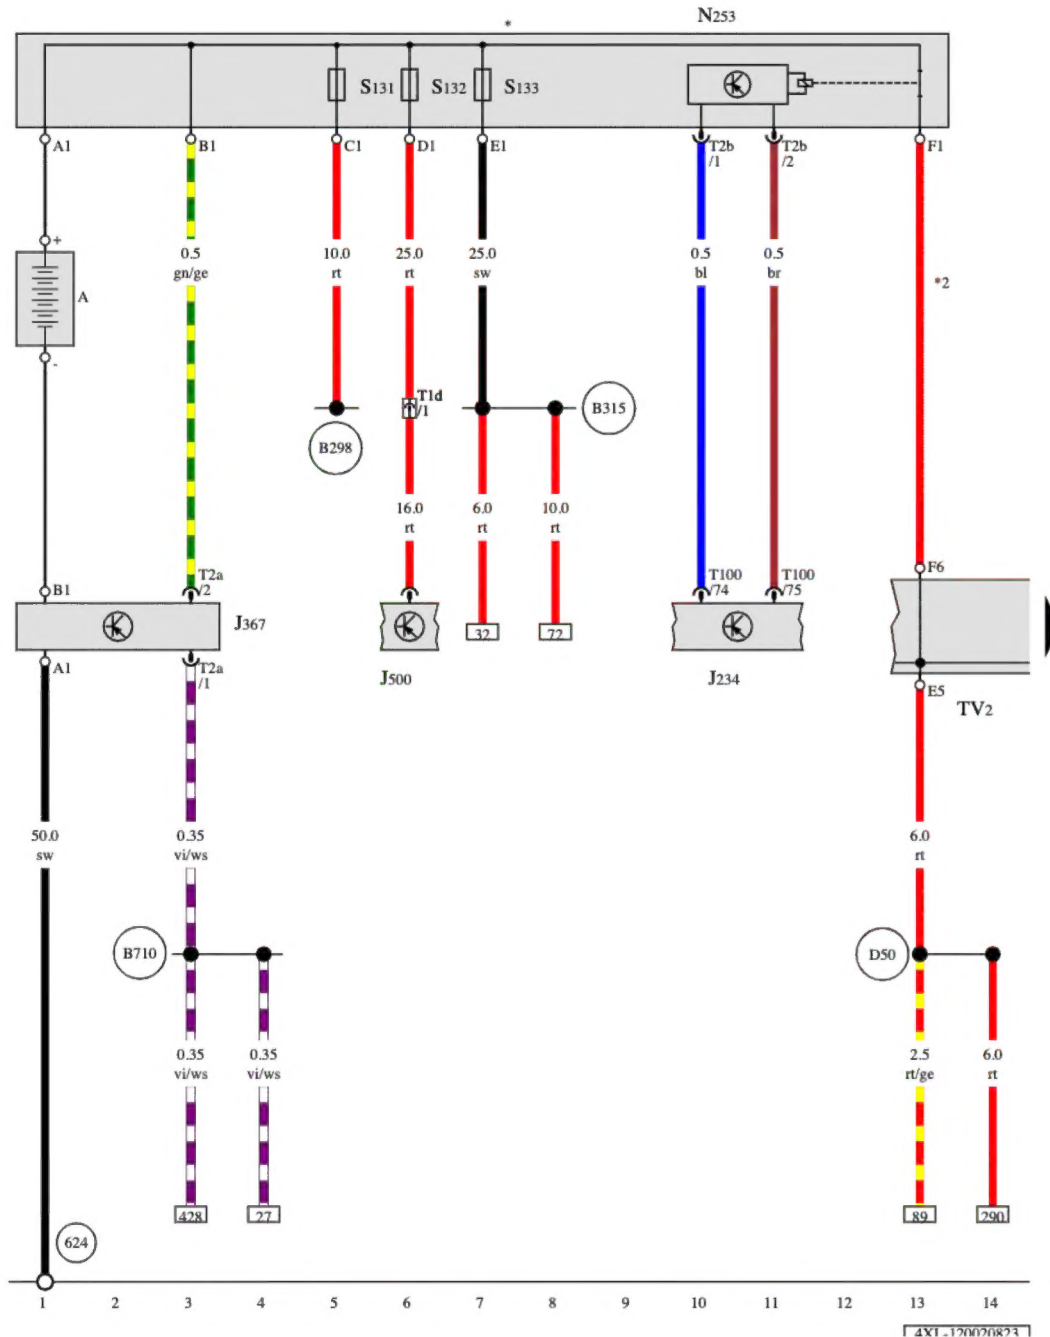 N253
*
S131 S132 S133
A1 B1 C1 D1 E1 T2b T2b F1
/1 /2
+
0.5 10.0 25.0 25.0 0.5 0.5
gn/ge rt rt sw bl br
*2
A
-
T1d
/1
B315
B298
16.0 6.0 10.0
rt rt rt
F6
T2a T100 T100
B1 /2 /74 /75
J367
32 72
A1 T2a
/1
J500 J234
E5
TV2
50.0 0.35 6.0
sw vi/ws rt
B710 D50
0.35 0.35 2.5 6.0
vi/ws vi/ws rt/ge rt
428 27 89 290
624
1 2 3 4 5 6 7 8 9 10 11 12 13 14
4XL-120020823